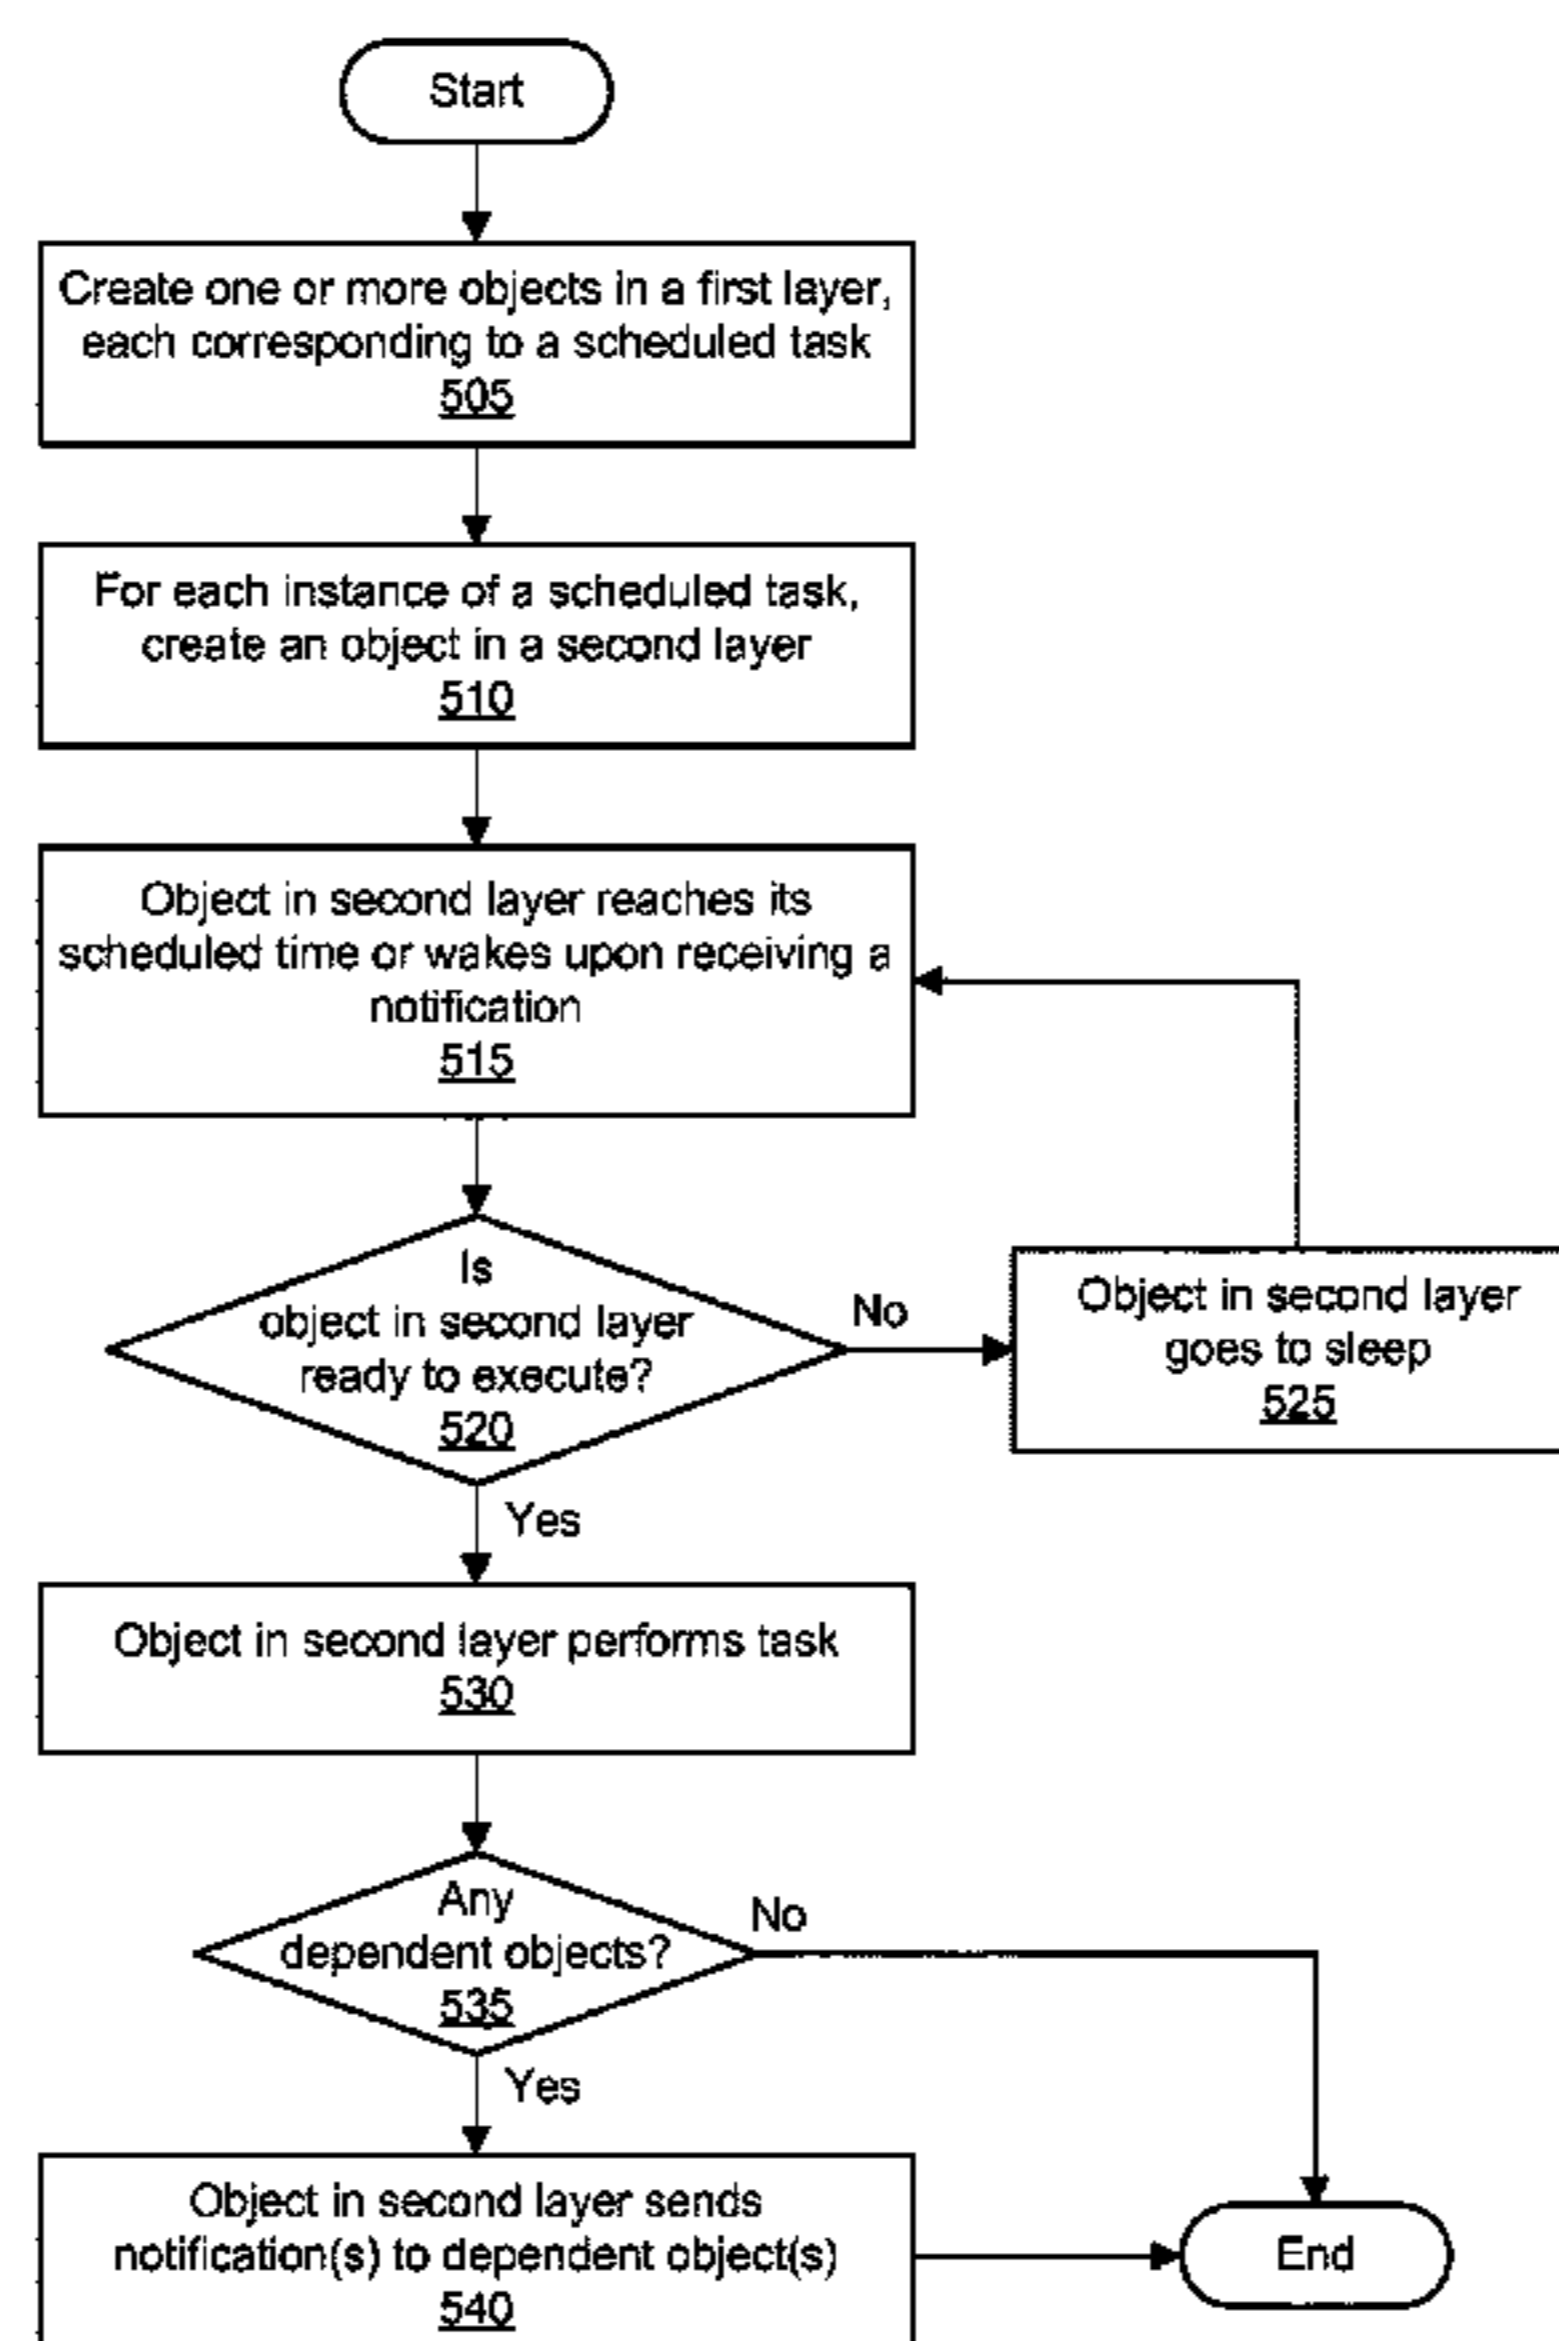 Start
Create one or more objects in a first layer,
each corresponding to a scheduled task
505
For each instance of a scheduled task,
create an object in a second layer
510
Object in second layer reaches its
scheduled time or wakes upon receiving a
notification
515
Is
object in second layer
ready to execute?
520
No
Object in second layer
goes to sleep
525
Yes
Object in second layer performs task
530
Any
dependent objects?
535
No
Yes
Object in second layer sends
notification(s) to dependent object(s)
540
End